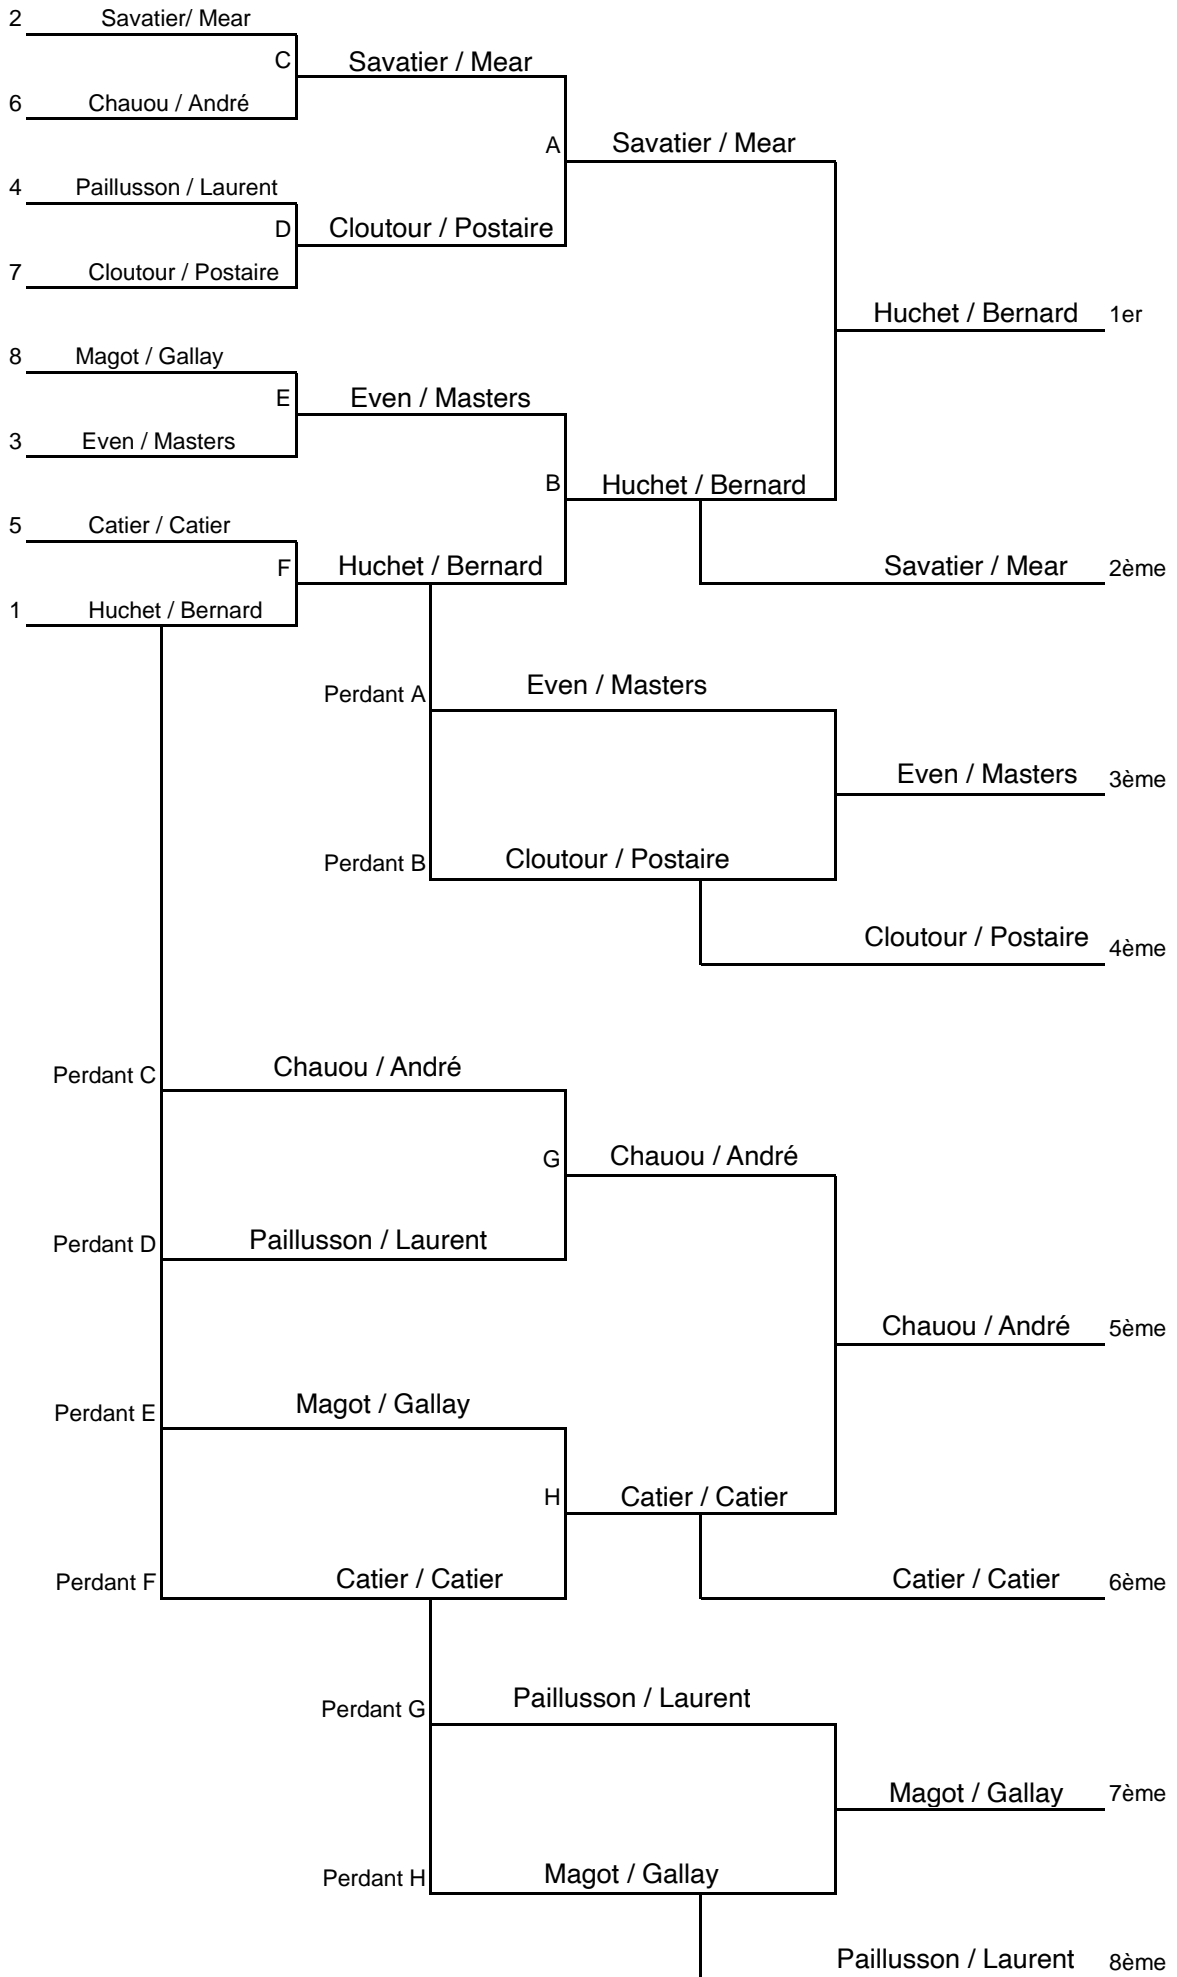 2 Savatier/ Mear
C Savatier / Mear
6 Chauou / André
A Savatier / Mear
4 Paillusson / Laurent
D Cloutour / Postaire
7 Cloutour / Postaire
Huchet / Bernard 1er
8 Magot / Gallay
E Even / Masters
3 Even / Masters
B Huchet / Bernard
5 Catier / Catier
F Huchet / Bernard
Savatier / Mear 2ème
1 Huchet / Bernard
Perdant A Even / Masters
Even / Masters 3ème
Perdant B Cloutour / Postaire
Cloutour / Postaire 4ème
Perdant C Chauou / André
G Chauou / André
Perdant D Paillusson / Laurent
Chauou / André 5ème
Perdant E Magot / Gallay
H Catier / Catier
Perdant F Catier / Catier
Catier / Catier 6ème
Perdant G Paillusson / Laurent
Magot / Gallay 7ème
Perdant H Magot / Gallay
Paillusson / Laurent 8ème